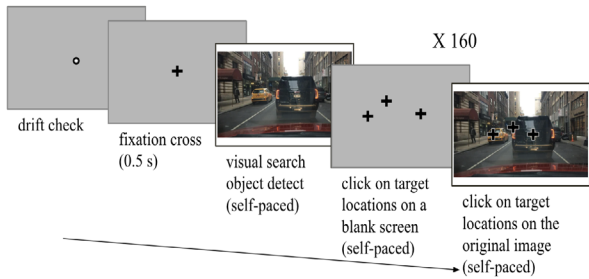 X 160
drift check
fixation cross
(0.5 s)
visual search
object detect
(self-paced)
click on target
locations on a
blank screen
(self-paced)
click on target
locations on the
original image
(self-paced)